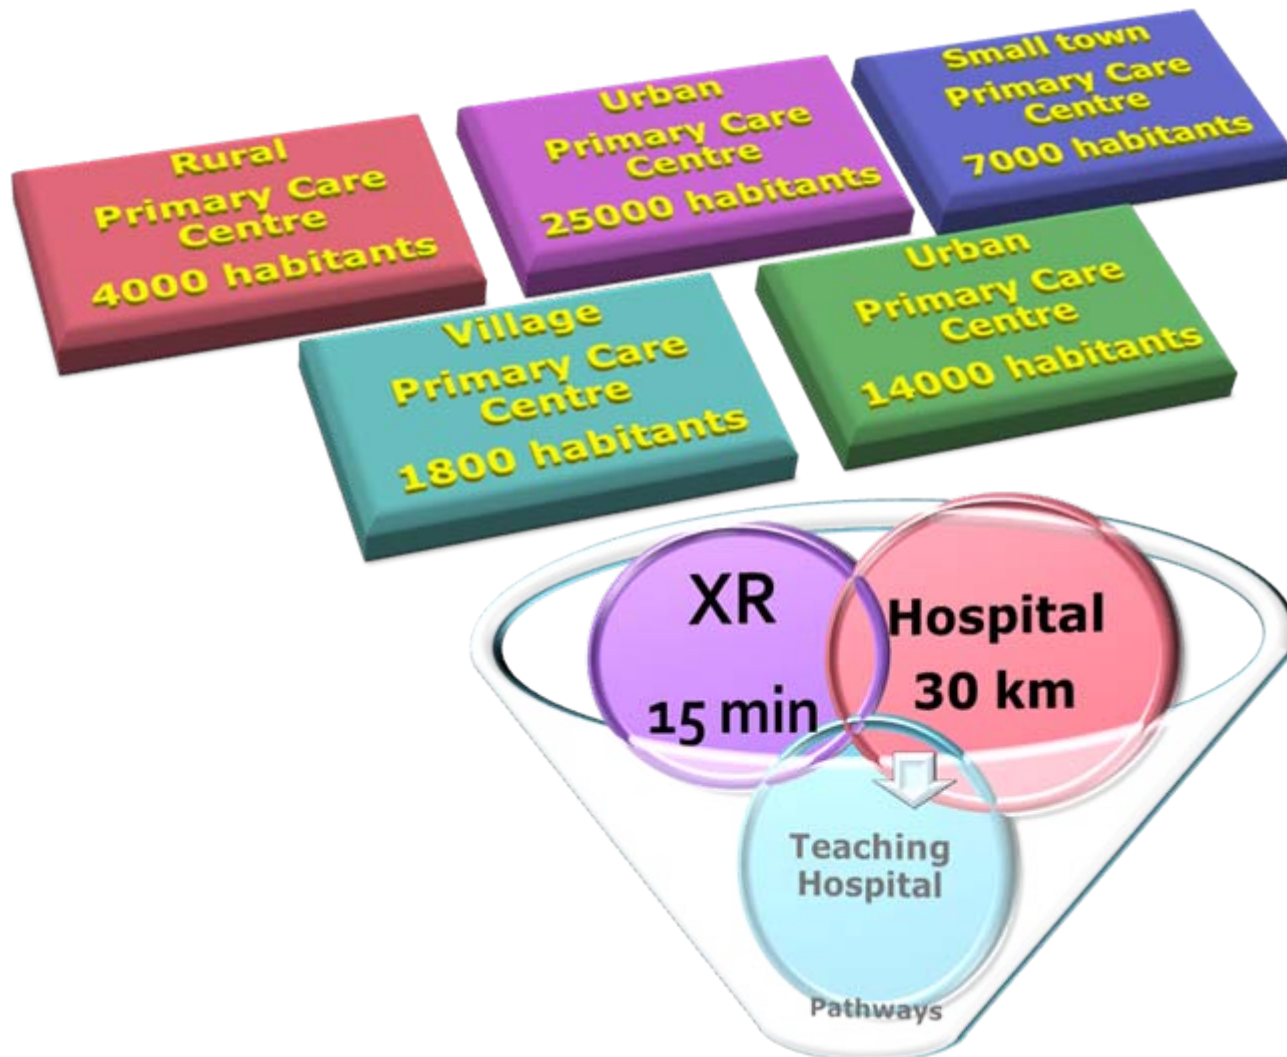 Rural
Primary Care
Centre
4000 habitants
Urban
Primary Care
Centre
25000 habitants
Small town
Primary Care
Centre
7000 habitants
Village
Primary Care
Centre
1800 habitants
Urban
Primary Care
Centre
14000 habitants
XR
15 min
Hospital
30 km
Teaching
Hospital
Pathways